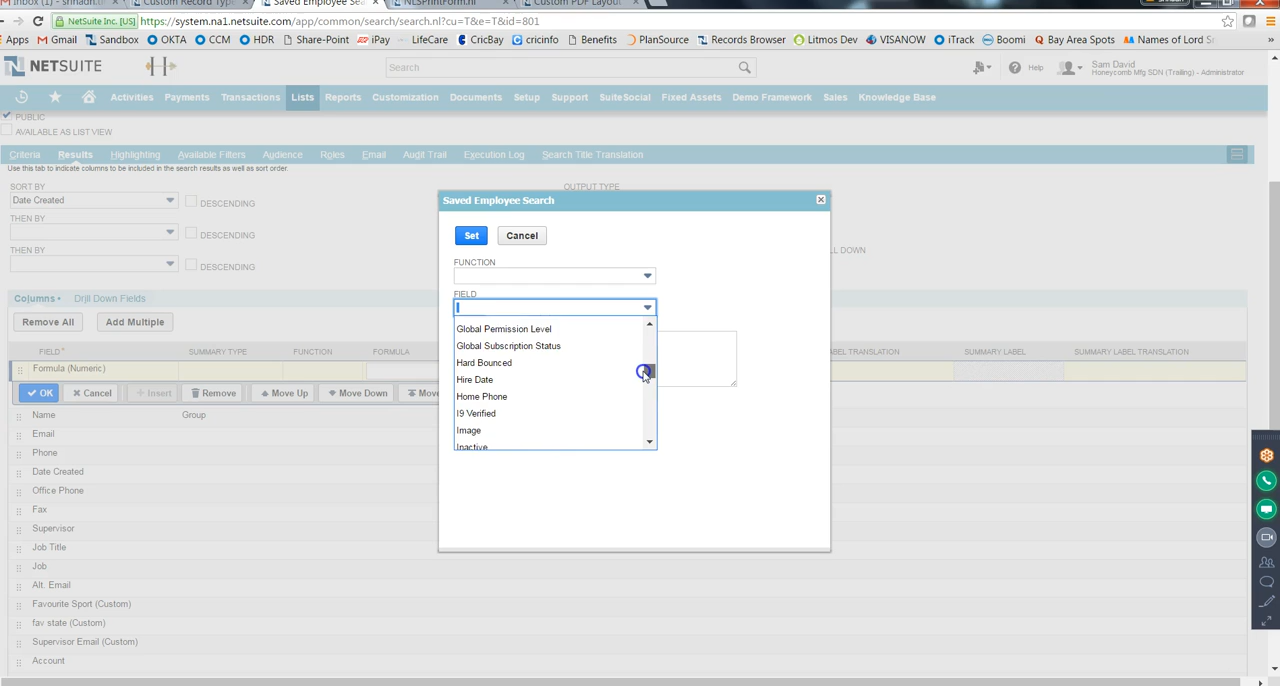 Inbox (1) - shhadri.m
Custom Record Type
Saved Employee Search
NLSPrintForm.nl
Custom PDF Layout
NetSuite Inc. [US] https://system.na1.netsuite.com/app/common/search/search.nl?cu=T&e=T&id=801
Apps Gmail Sandbox OKTA CCM HDR Share-Point iPay LifeCare CricBay cricinfo Benefits PlanSource Records Browser Litmos Dev VISANOW iTrack Boomi Bay Area Spots Names of Lord Sr »
NETSUITE Search Help Sam David
Honeycomb Mfg SDN (Trailing) - Administrator
Activities Payments Transactions Lists Reports Customization Documents Setup Support SuiteSocial Fixed Assets Demo Framework Sales Knowledge Base
PUBLIC
AVAILABLE AS LIST VIEW
Criteria Results Highlighting Available Filters Audience Roles Email Audit Trail Execution Log Search Title Translation
Use this tab to indicate columns to be included in the search results as well as sort order.
SORT BY OUTPUT TYPE
Date Created DESCENDING
THEN BY
DESCENDING
THEN BY LL DOWN
DESCENDING
Saved Employee Search
Set Cancel
FUNCTION
FIELD
Global Permission Level
Global Subscription Status
Hard Bounced
Hire Date
Home Phone
I9 Verified
Image
Inactive
Columns • Drill Down Fields
Remove All Add Multiple
FIELD * SUMMARY TYPE FUNCTION FORMULA ABEL TRANSLATION SUMMARY LABEL SUMMARY LABEL TRANSLATION
Formula (Numeric)
OK Cancel + Insert Remove Move Up Move Down Move
Name Group
Email
Phone
Date Created
Office Phone
Fax
Supervisor
Job Title
Job
Alt. Email
Favourite Sport (Custom)
fav state (Custom)
Supervisor Email (Custom)
Account